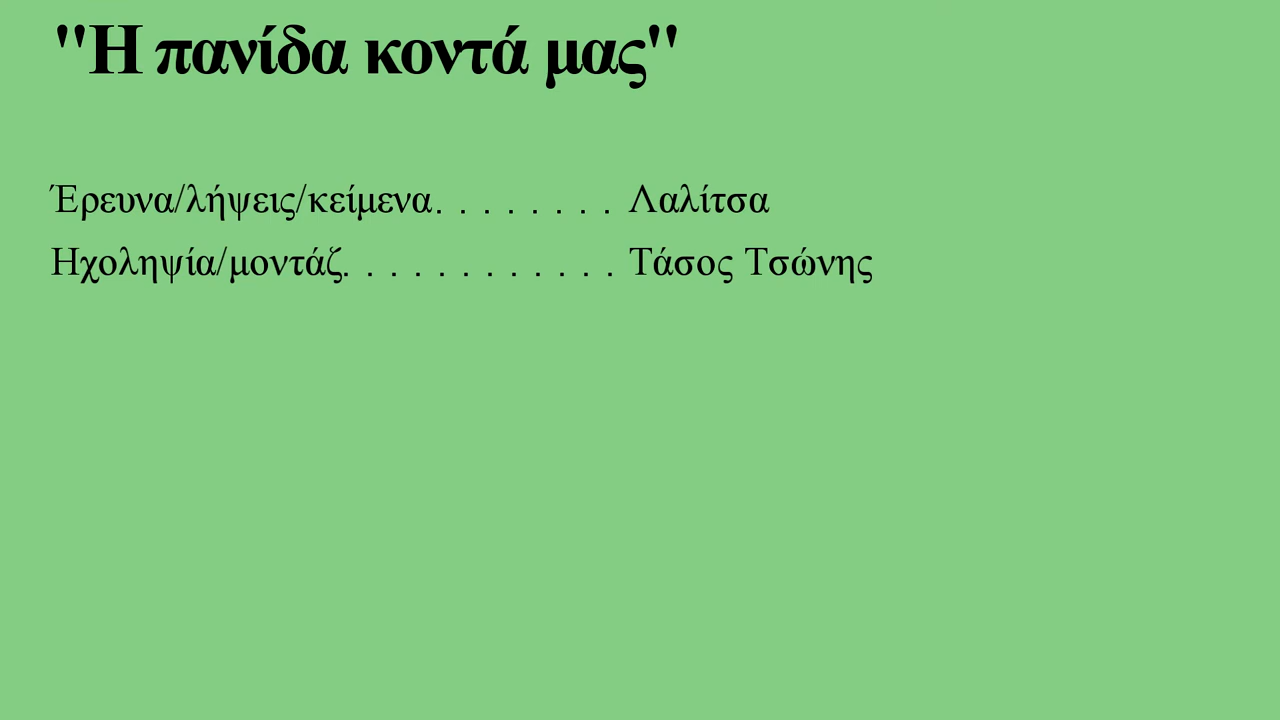 "Η πανίδα κοντά μας"
Έρευνα/λήψεις/κείμενα. . . . . . . . Λαλίτσα
Ηχοληψία/μοντάζ. . . . . . . . . . . . Τάσος Τσώνης